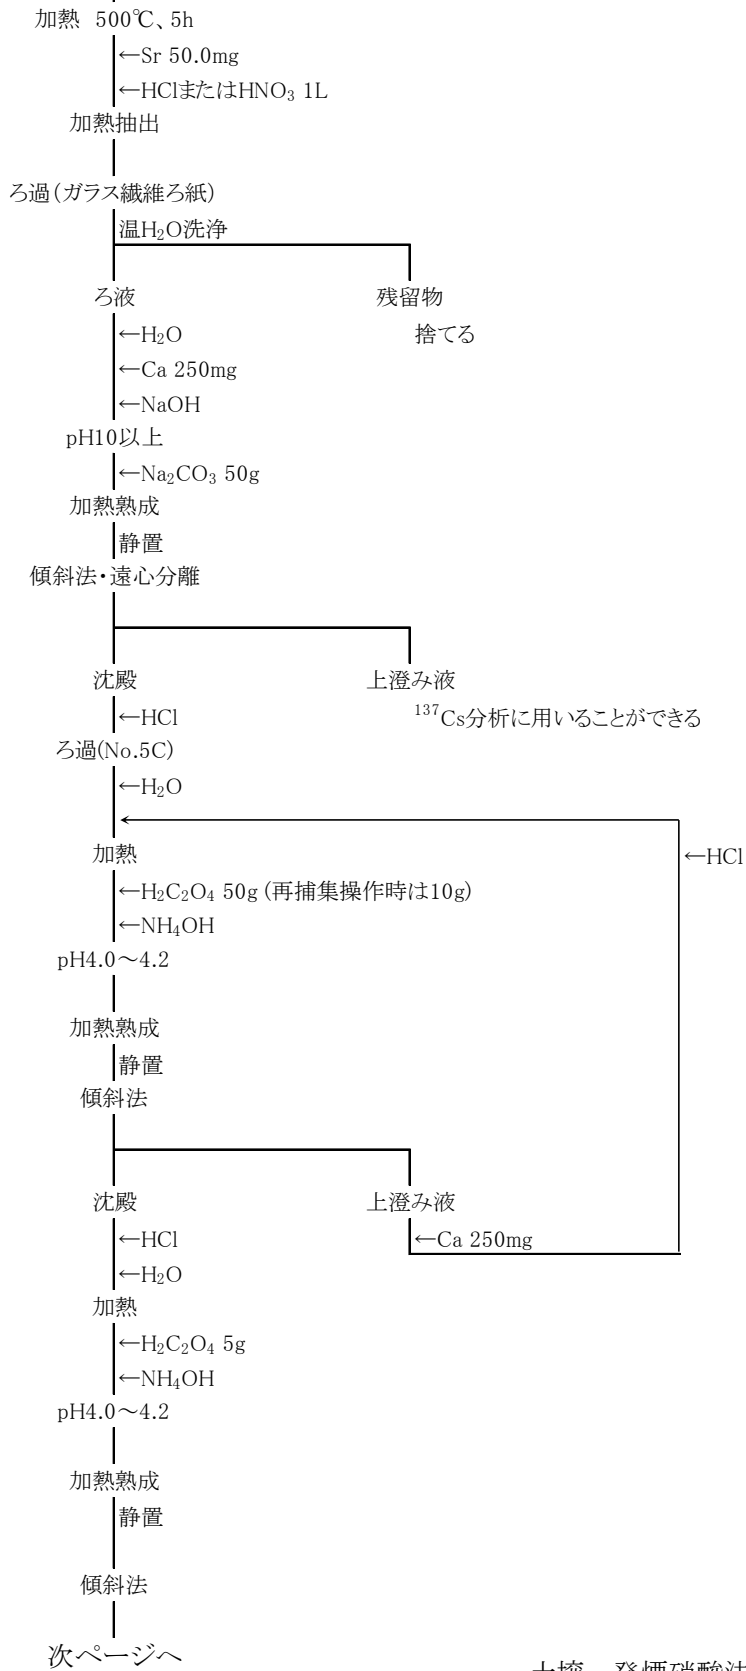 加熱 500℃、5h
←Sr 50.0mg
←HClまたはHNO₃ 1L
加熱抽出
ろ過(ガラス繊維ろ紙)
温H₂O洗浄
ろ液 残留物
←H₂O 捨てる
←Ca 250mg
←NaOH
pH10以上
←Na₂CO₃ 50g
加熱熟成
静置
傾斜法・遠心分離
沈殿 上澄み液
←HCl ¹³⁷Cs分析に用いることができる
ろ過(No.5C)
←H₂O
加熱 ←HCl
←H₂C₂O₄ 50g (再捕集操作時は10g)
←NH₄OH
pH4.0～4.2
加熱熟成
静置
傾斜法
沈殿 上澄み液
←HCl ←Ca 250mg
←H₂O
加熱
←H₂C₂O₄ 5g
←NH₄OH
pH4.0～4.2
加熱熟成
静置
傾斜法
次ページへ